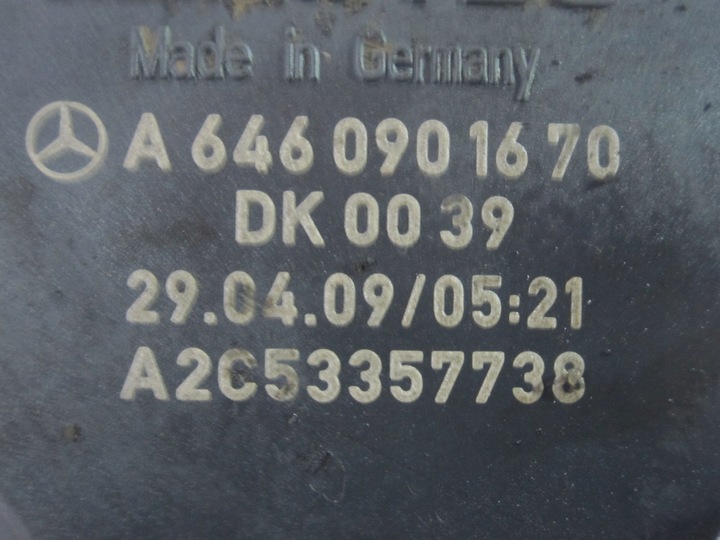 Made in Germany
A 646 090 16 70
DK 00 39
29.04.09/05:21
A2C53357738